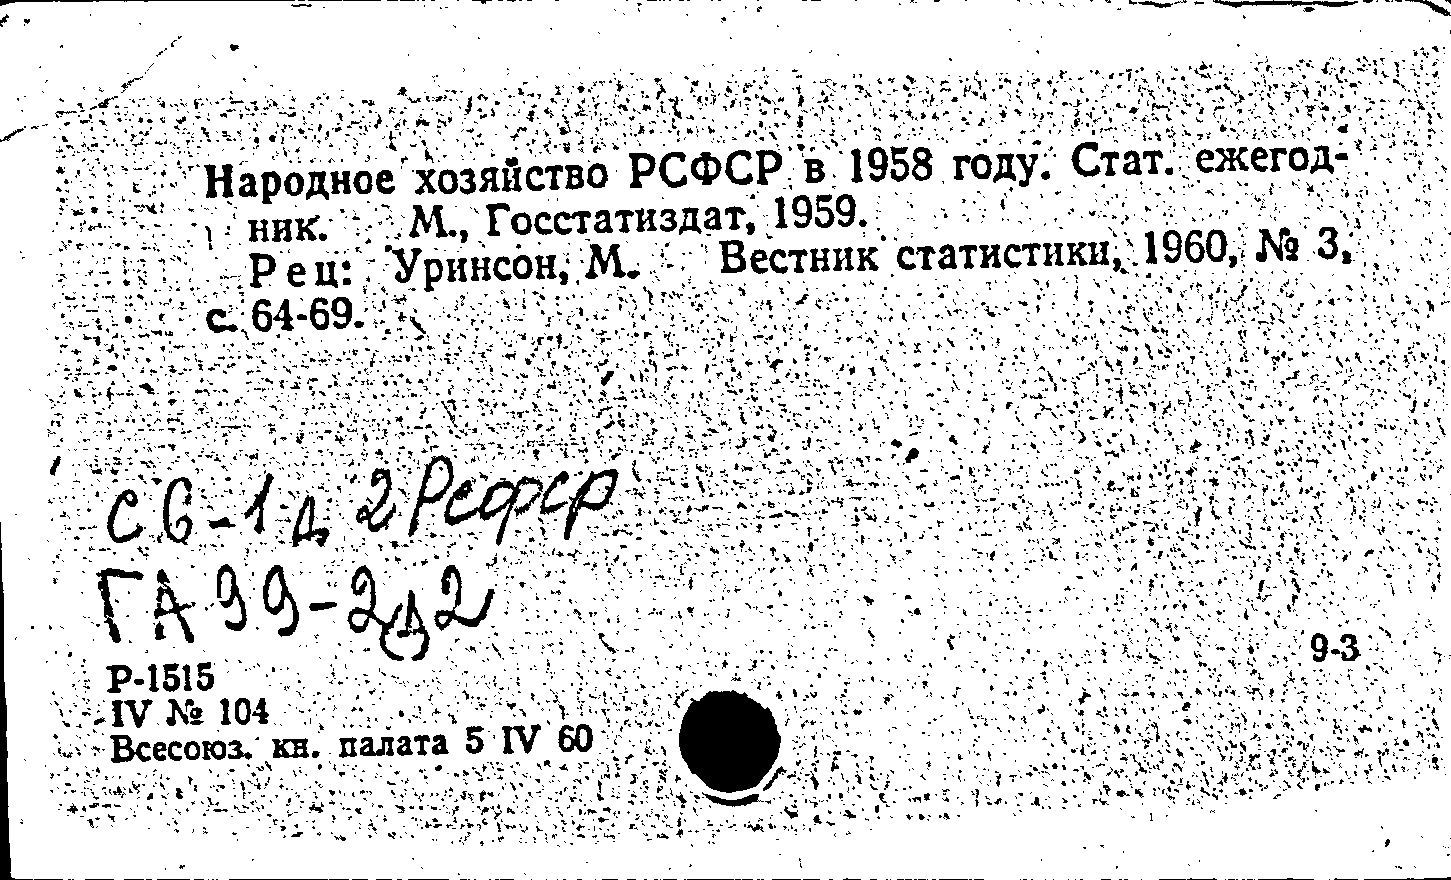 Народное хозяйство РСФСР в 1958 году. Стат. ежегод-
ник. М., Госстатиздат, 1959.
Рец: Уринсон, М. Вестник статистики, 1960, № 3,
с. 64-69.
С6-1д 2РСФСР
ГА 99-2д2
9-3
Р-1515
IV № 104
Всесоюз. кн. палата 5 IV 60